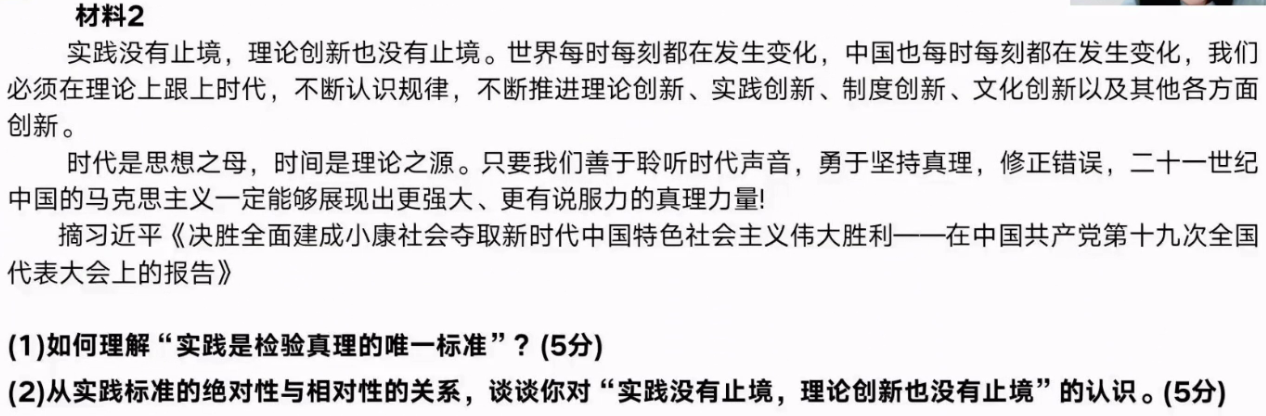 材料2
实践没有止境，理论创新也没有止境。世界每时每刻都在发生变化，中国也每时每刻都在发生变化，我们
必须在理论上跟上时代，不断认识规律，不断推进理论创新、实践创新、制度创新、文化创新以及其他各方面
创新。
时代是思想之母，时间是理论之源。只要我们善于聆听时代声音，勇于坚持真理，修正错误，二十一世纪
中国的马克思主义一定能够展现出更强大、更有说服力的真理力量!
摘习近平《决胜全面建成小康社会夺取新时代中国特色社会主义伟大胜利——在中国共产党第十九次全国
代表大会上的报告》
(1)如何理解“实践是检验真理的唯一标准”？(5分)
(2)从实践标准的绝对性与相对性的关系，谈谈你对“实践没有止境，理论创新也没有止境”的认识。(5分)